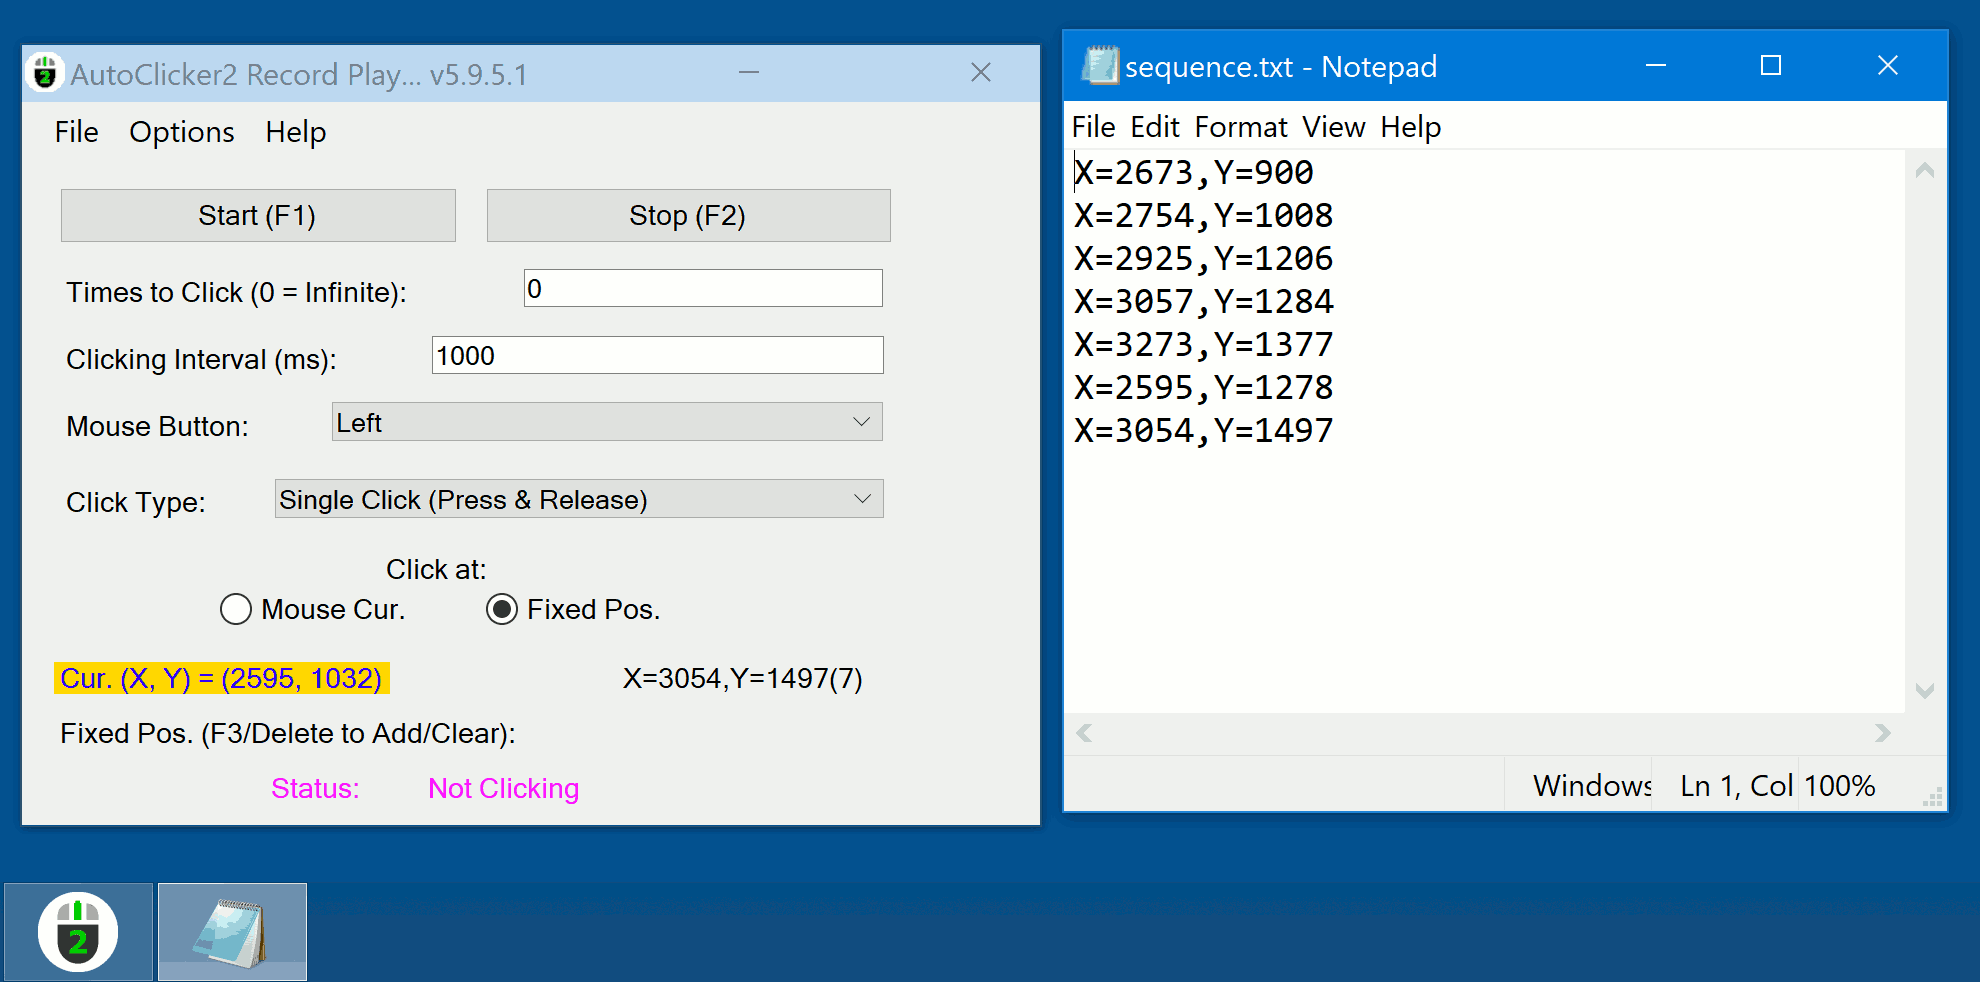 2 AutoClicker2 Record Play... v5.9.5.1
File Options Help
Start (F1) Stop (F2)
Times to Click (0 = Infinite): 0
Clicking Interval (ms): 1000
Mouse Button: Left
Click Type: Single Click (Press & Release)
Click at:
Mouse Cur. Fixed Pos.
Cur. (X, Y) = (2595, 1032) X=3054,Y=1497(7)
Fixed Pos. (F3/Delete to Add/Clear):
Status: Not Clicking
sequence.txt - Notepad
File Edit Format View Help
X=2673,Y=900
X=2754,Y=1008
X=2925,Y=1206
X=3057,Y=1284
X=3273,Y=1377
X=2595,Y=1278
X=3054,Y=1497
Windows Ln 1, Col 100%
2